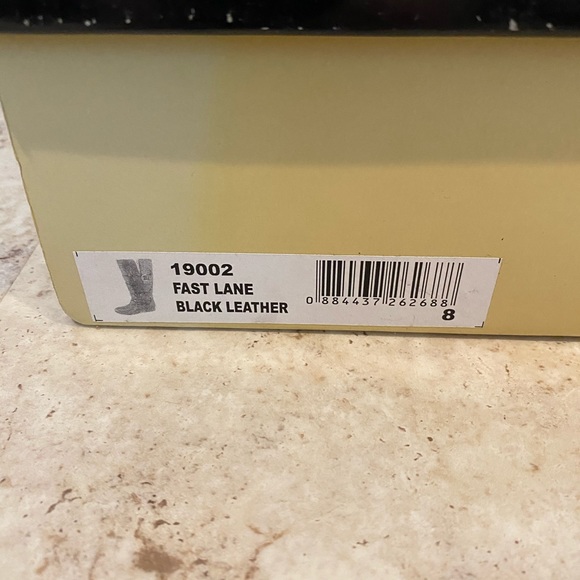 19002
FAST LANE
BLACK LEATHER
0 884437 262688
8